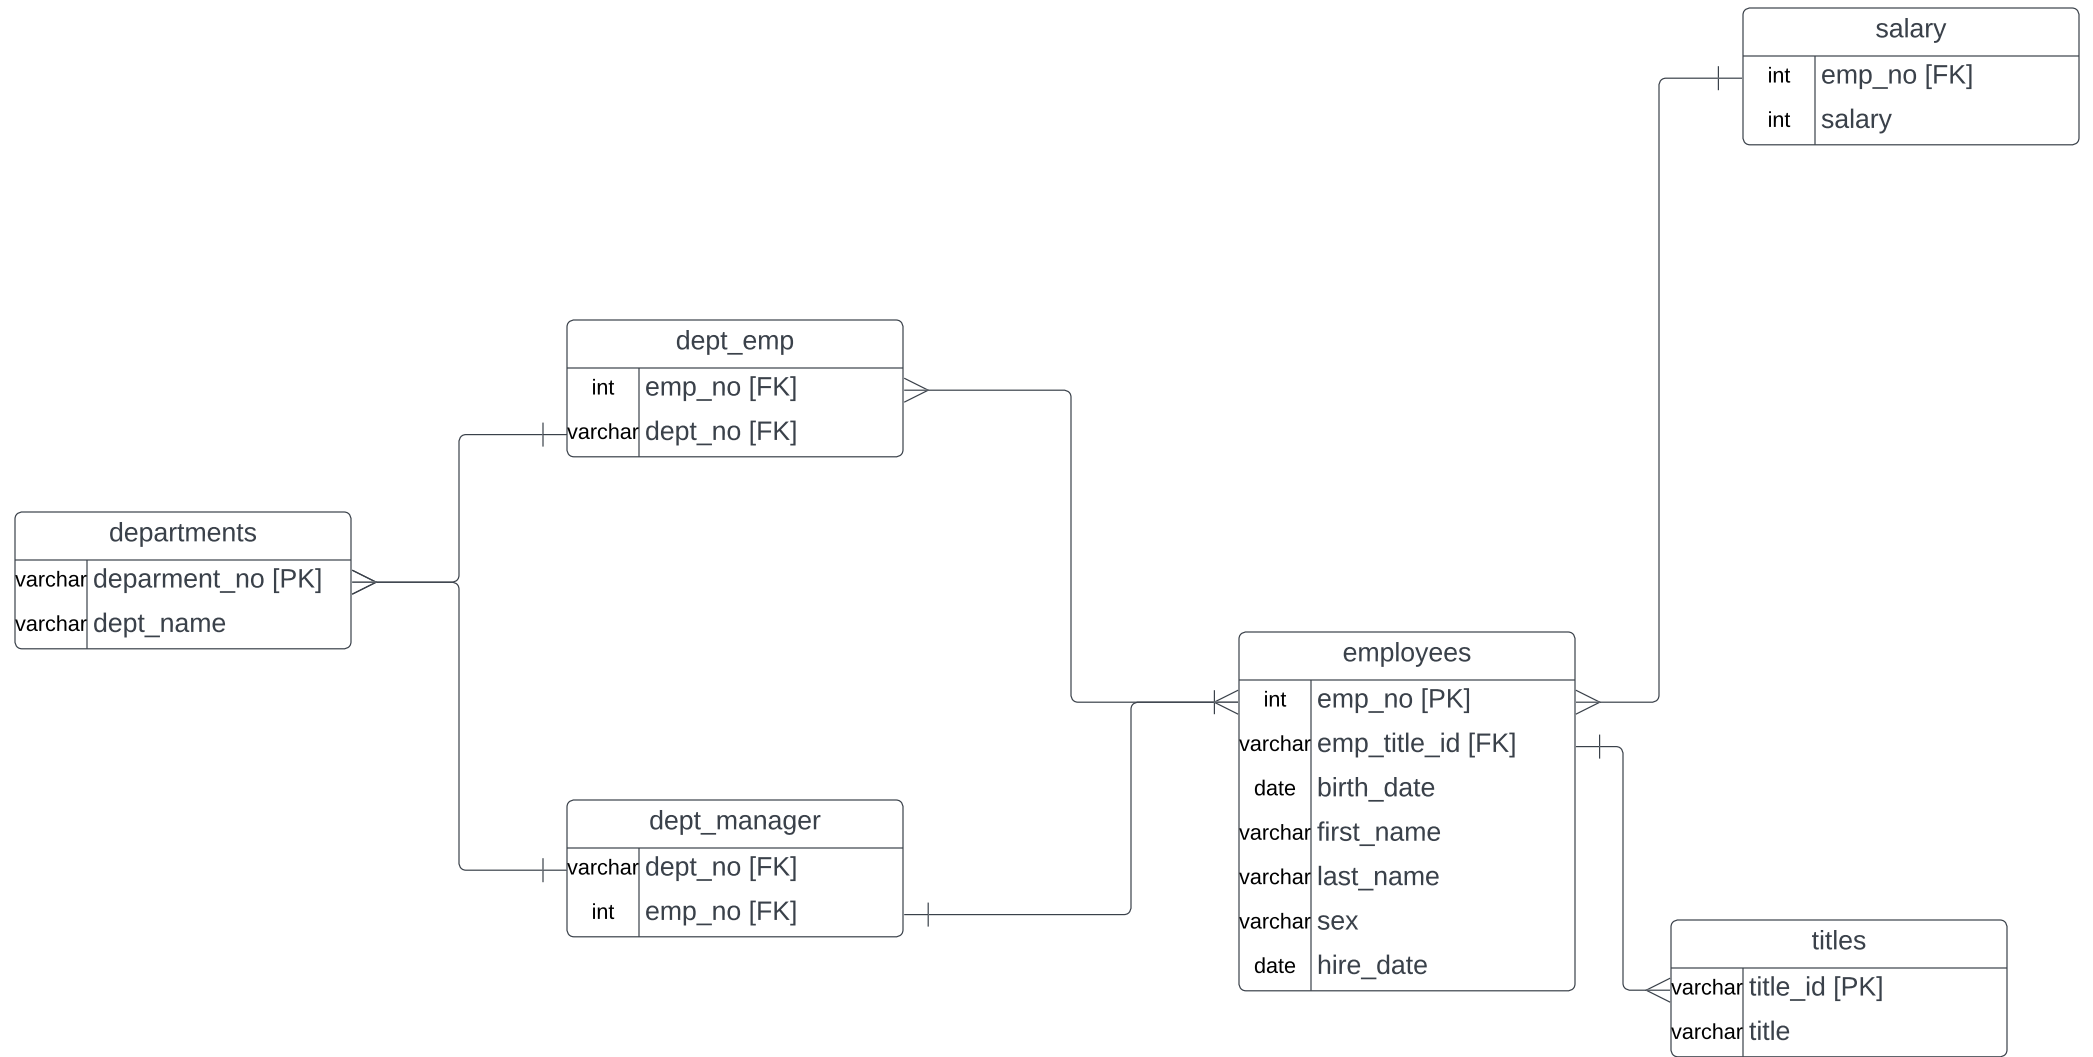 salary
int emp_no [FK]
int salary
dept_emp
int emp_no [FK]
varchar dept_no [FK]
departments
varchar deparment_no [PK]
varchar dept_name
employees
int emp_no [PK]
varchar emp_title_id [FK]
date birth_date
varchar first_name
varchar last_name
varchar sex
date hire_date
dept_manager
varchar dept_no [FK]
int emp_no [FK]
titles
varchar title_id [PK]
varchar title